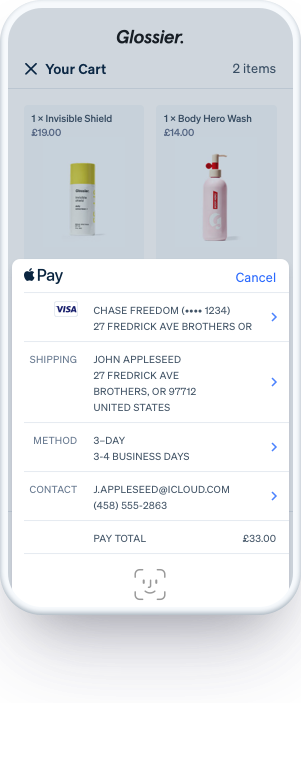 Glossier.
Your Cart 2 items
1 × Invisible Shield
£19.00
1 × Body Hero Wash
£14.00
Glossier
Pay Cancel
VISA CHASE FREEDOM (•••• 1234)
27 FREDRICK AVE BROTHERS OR
SHIPPING JOHN APPLESEED
27 FREDRICK AVE
BROTHERS, OR 97712
UNITED STATES
METHOD 3–DAY
3-4 BUSINESS DAYS
CONTACT J.APPLESEED@ICLOUD.COM
(458) 555-2863
PAY TOTAL £33.00